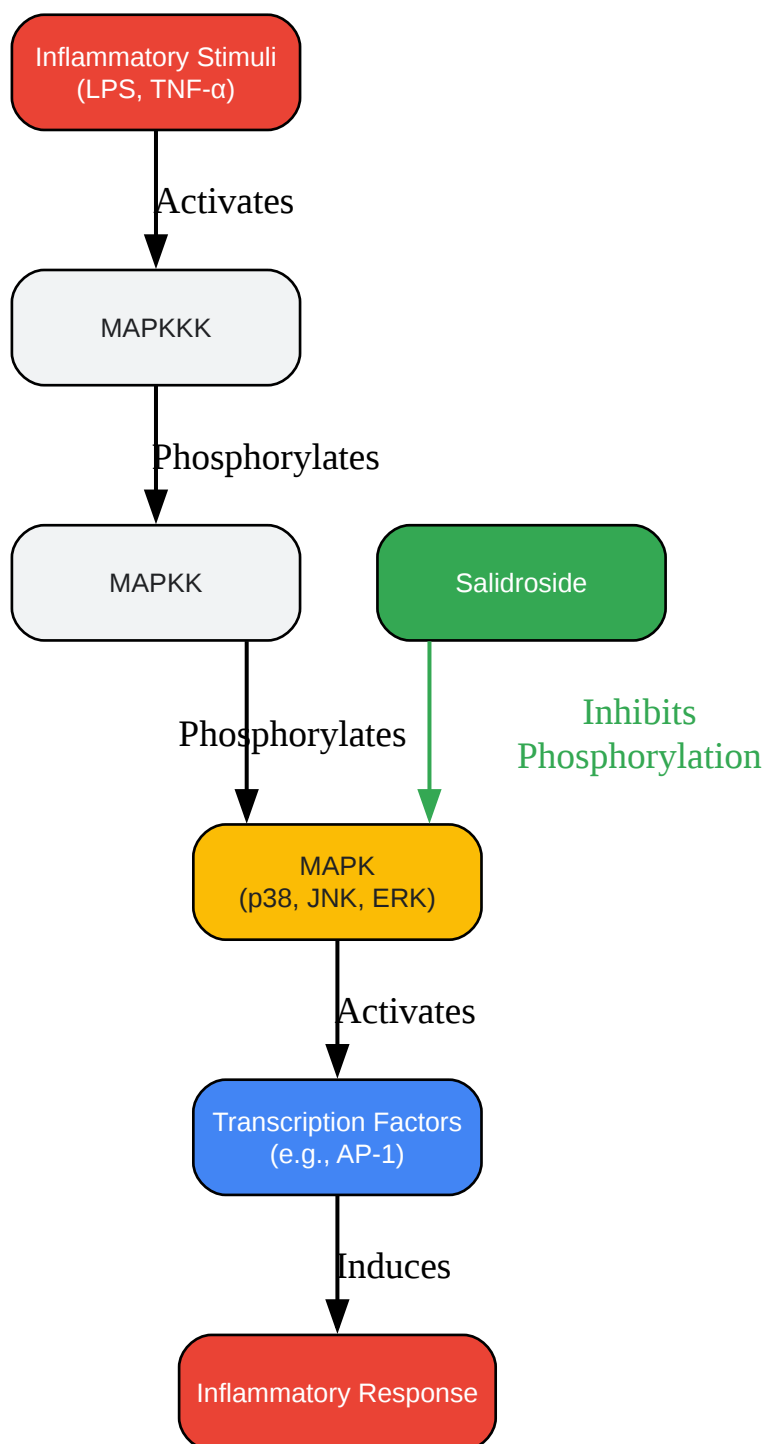 Inflammatory Stimuli
(LPS, TNF-α)
Activates
MAPKKK
Phosphorylates
MAPKK
Salidroside
Phosphorylates
Inhibits
Phosphorylation
MAPK
(p38, JNK, ERK)
Activates
Transcription Factors
(e.g., AP-1)
Induces
Inflammatory Response